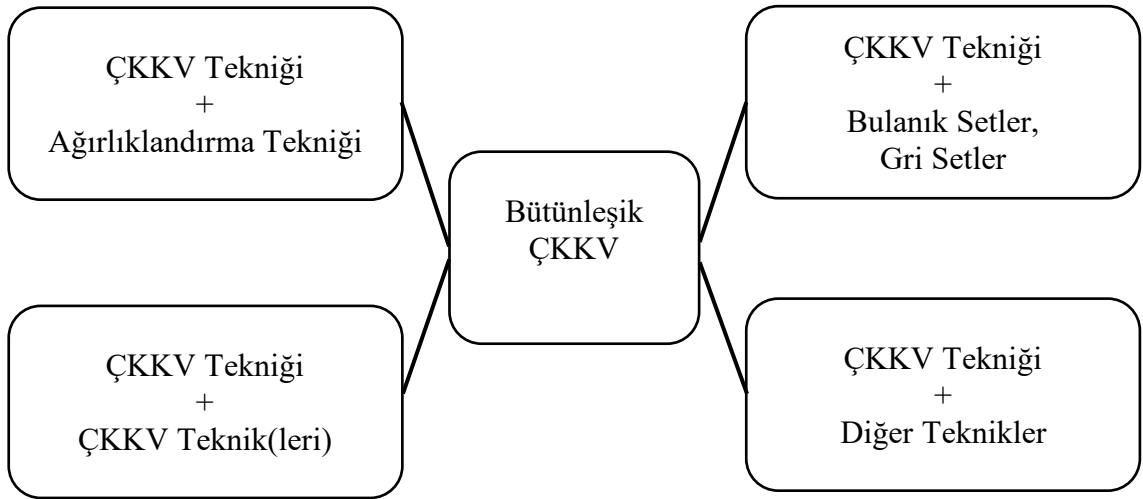 ÇKKV Tekniği
+
Ağırlıklandırma Tekniği
ÇKKV Tekniği
+
Bulanık Setler,
Gri Setler
Bütünleşik
ÇKKV
ÇKKV Tekniği
+
ÇKKV Teknik(leri)
ÇKKV Tekniği
+
Diğer Teknikler